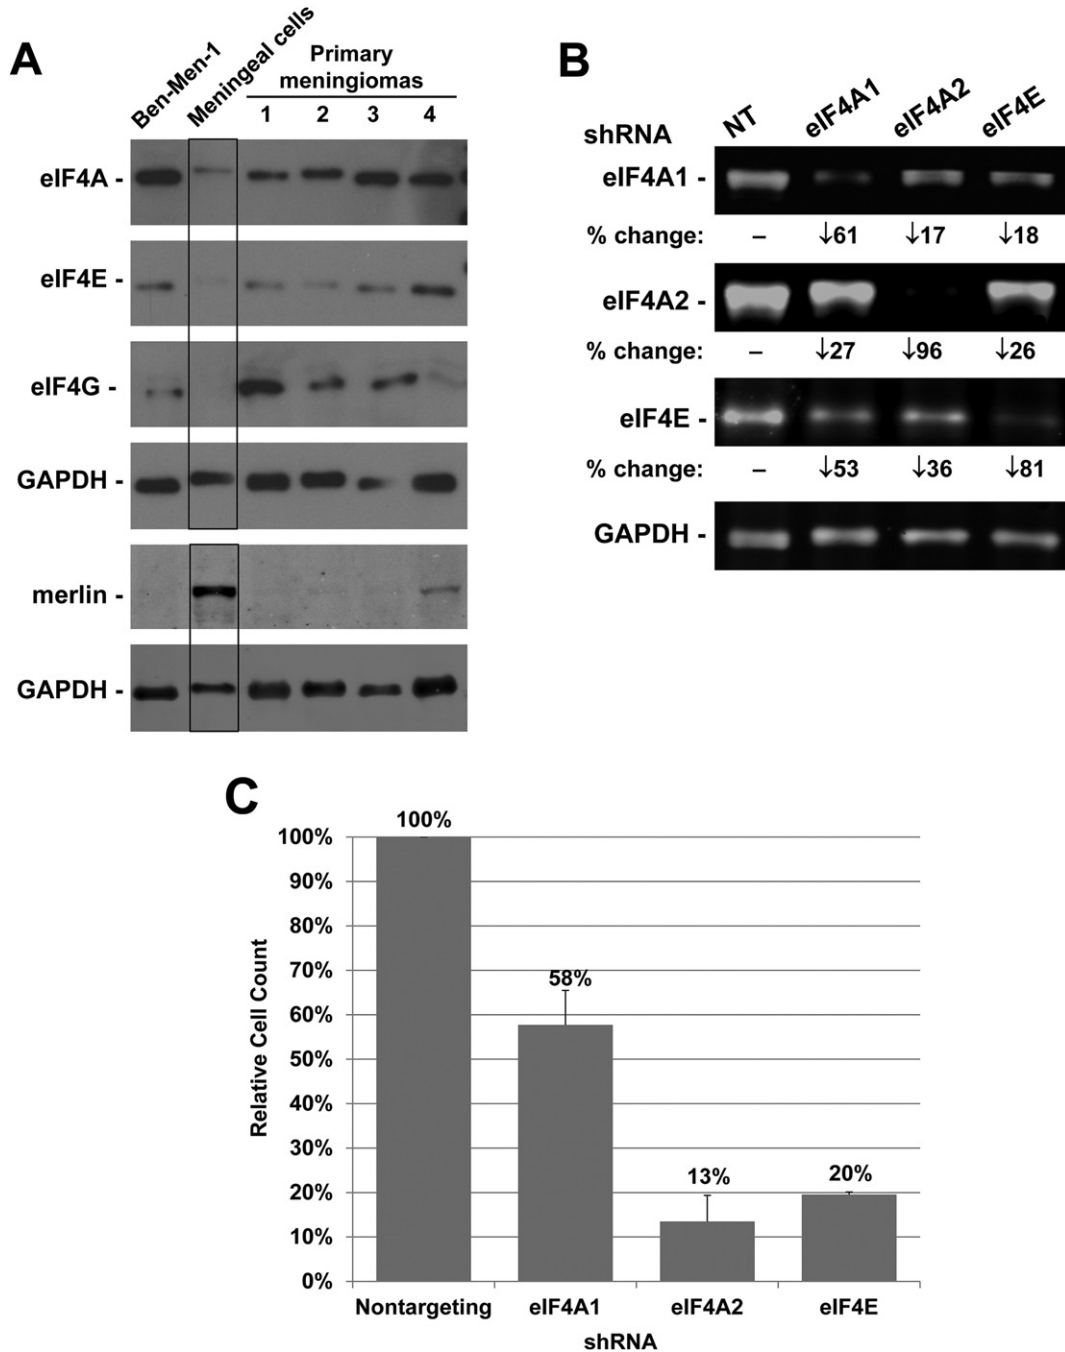 A
Ben-Men-1
Meningeal cells
Primary
meningiomas
1 2 3 4
eIF4A -
eIF4E -
eIF4G -
GAPDH -
merlin -
GAPDH -
B
shRNA
NT eIF4A1 eIF4A2 eIF4E
eIF4A1 -
% change: – ↓61 ↓17 ↓18
eIF4A2 -
% change: – ↓27 ↓96 ↓26
eIF4E -
% change: – ↓53 ↓36 ↓81
GAPDH -
C
Relative Cell Count
100%
90%
80%
70%
60%
50%
40%
30%
20%
10%
0%
100%
58%
13%
20%
Nontargeting eIF4A1 eIF4A2 eIF4E
shRNA